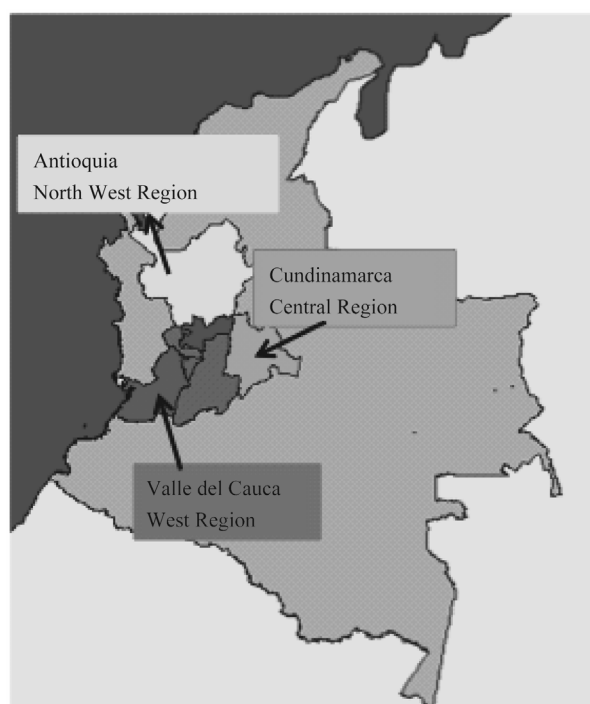 Antioquia
North West Region
Cundinamarca
Central Region
Valle del Cauca
West Region